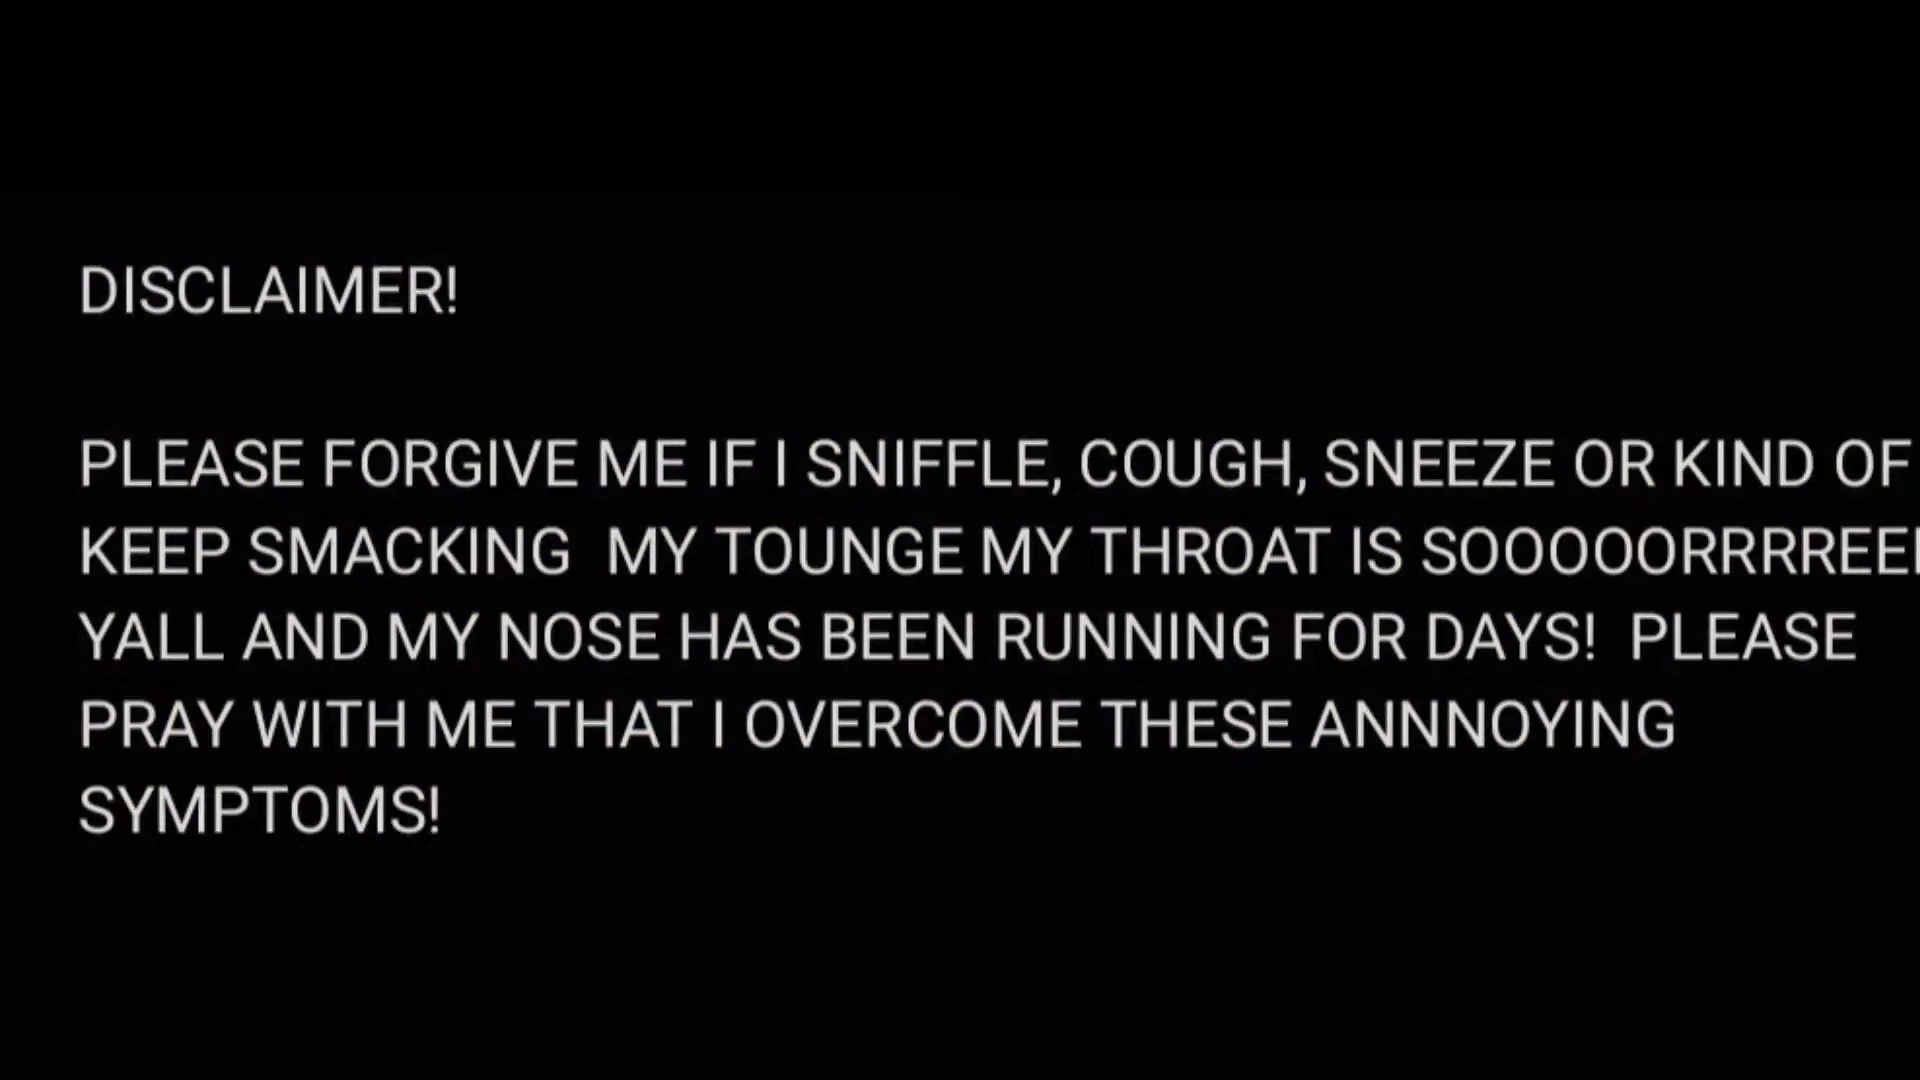 DISCLAIMER!
PLEASE FORGIVE ME IF I SNIFFLE, COUGH, SNEEZE OR KIND OF
KEEP SMACKING  MY TOUNGE MY THROAT IS SOOOOORRRREEE
YALL AND MY NOSE HAS BEEN RUNNING FOR DAYS!  PLEASE
PRAY WITH ME THAT I OVERCOME THESE ANNNOYING
SYMPTOMS!